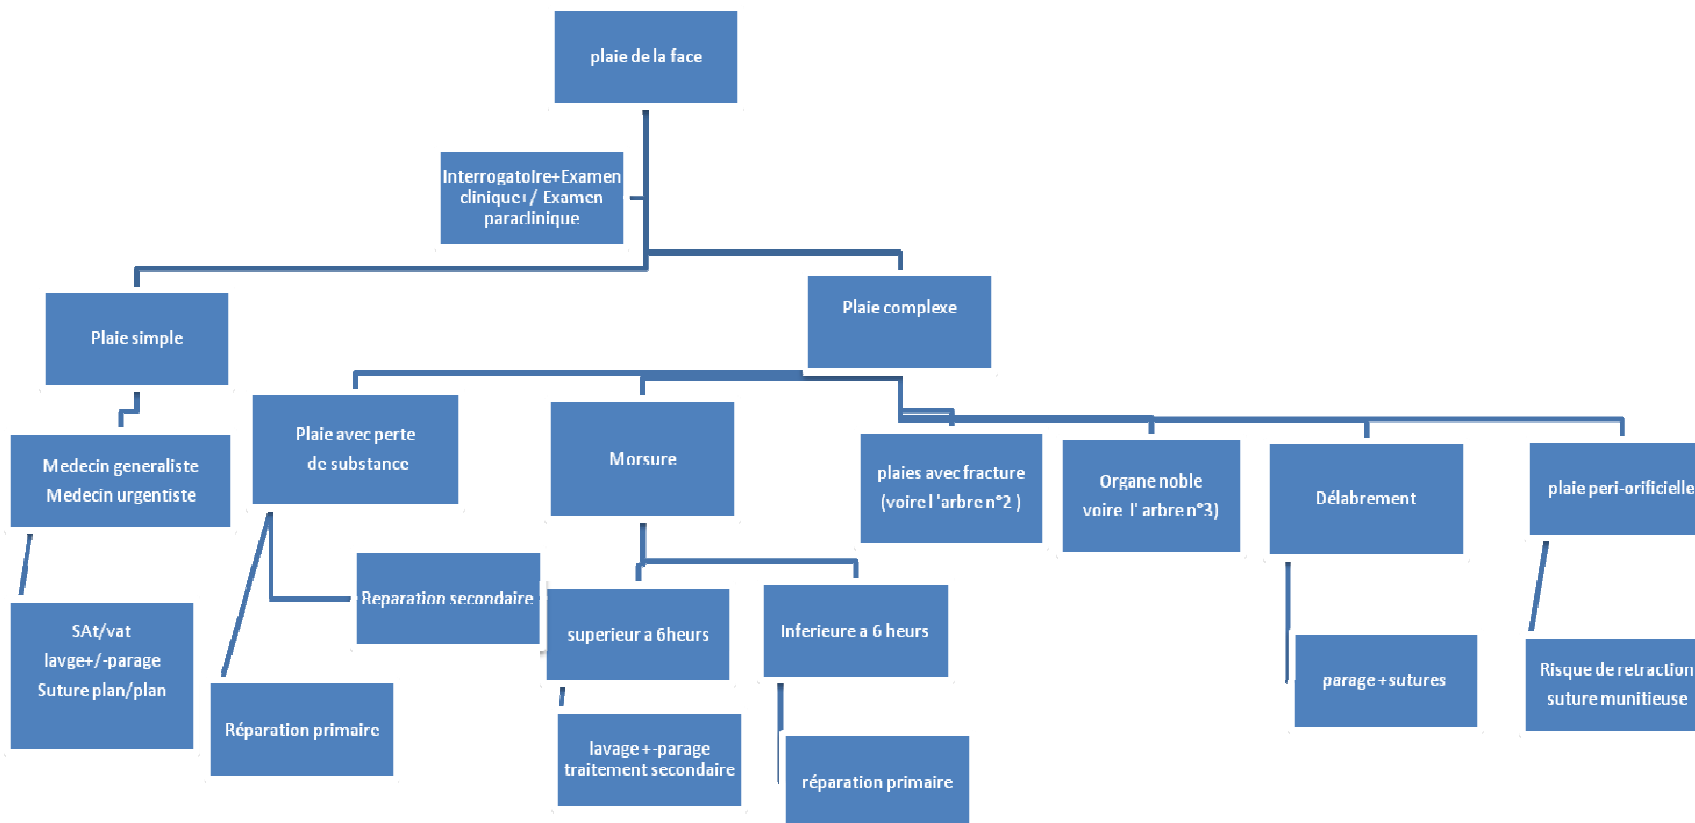 plaie de la face
Interrogatoire+Examen
clinique+/ Examen
paraclinique
Plaie simple
Plaie complexe
Medecin generaliste
Medecin urgentiste
Plaie avec perte
de substance
Morsure
plaies avec fracture
(voire l 'arbre n°2 )
Organe noble
voire l' arbre n°3)
Délabrement
plaie peri-orificielle
SAt/vat
lavge+/-parage
Suture plan/plan
Reparation secondaire
Réparation primaire
superieur a 6heurs
Inferieure a 6 heurs
lavage +-parage
traitement secondaire
réparation primaire
parage + sutures
Risque de retraction
suture munitieuse